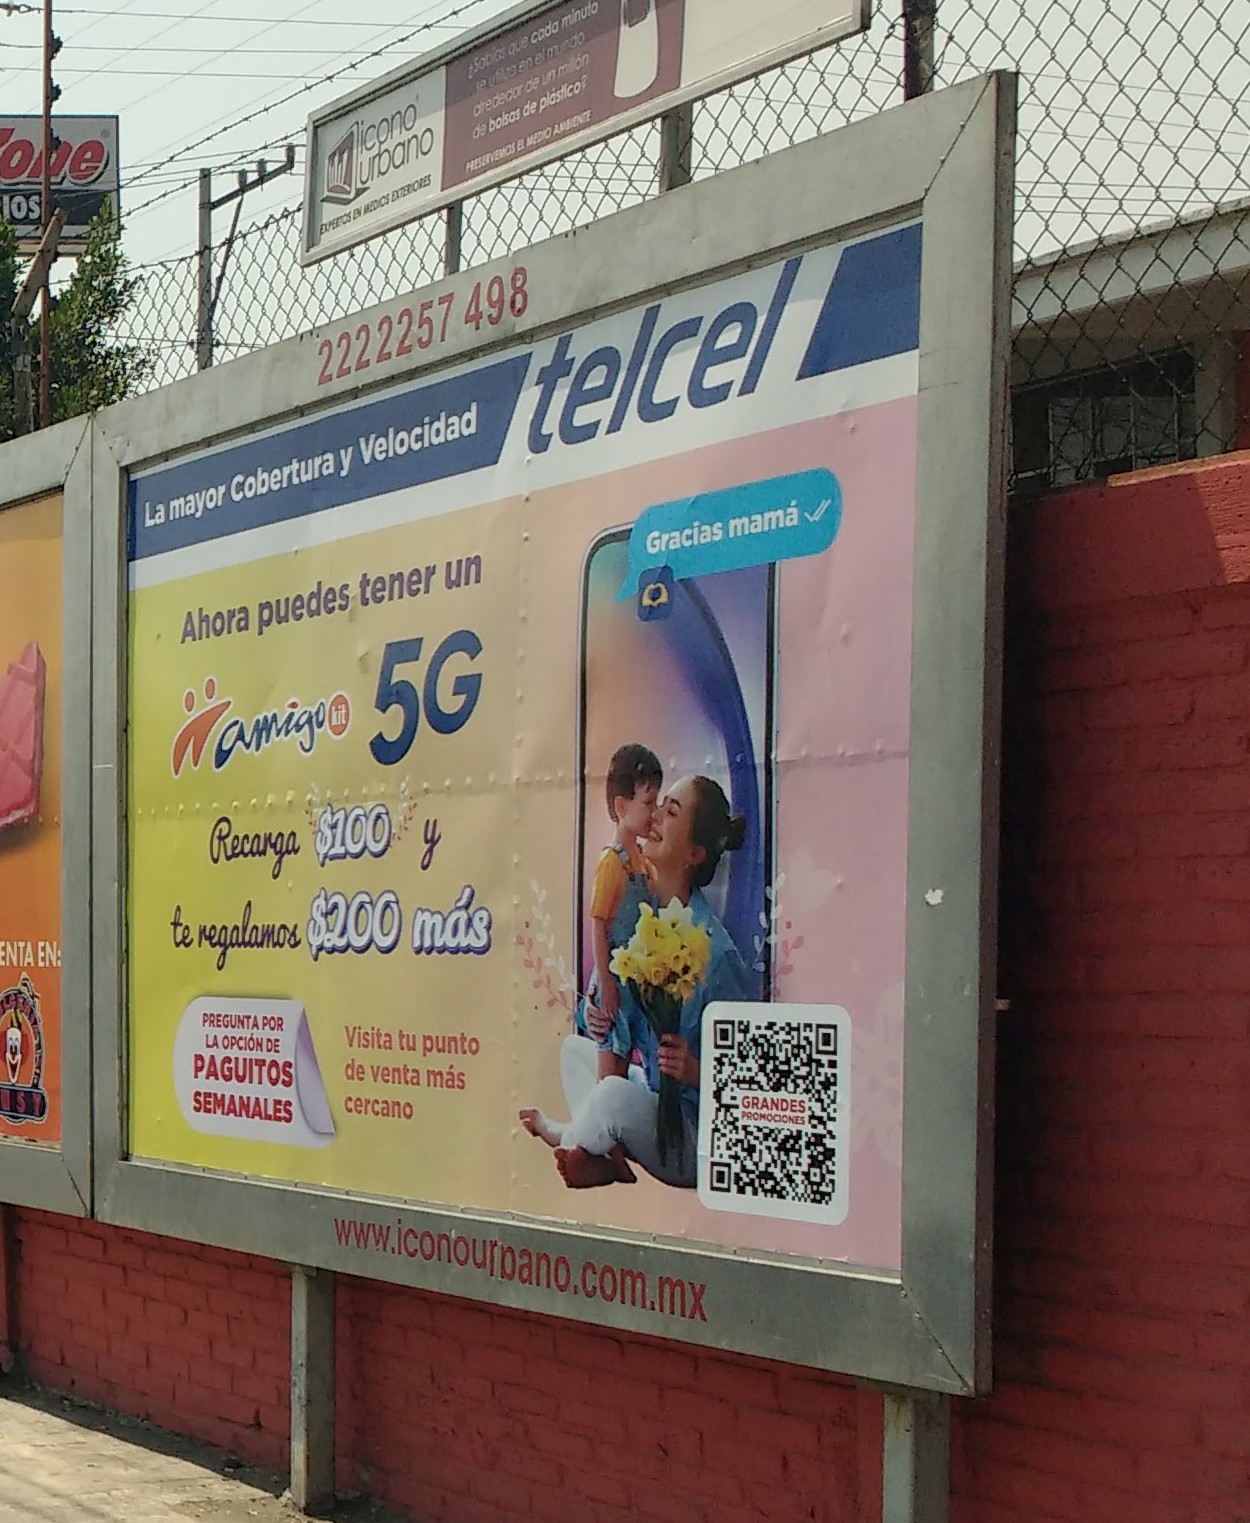 ¿Sabías que cada minuto
se utiliza en el mundo
alrededor de un millón
de bolsas de plástico?
PRESERVEMOS EL MEDIO AMBIENTE
icono
urbano
EXPERTOS EN MEDIOS EXTERIORES
2222257 498
La mayor Cobertura y Velocidad
telcel
Gracias mamá
Ahora puedes tener un
amigo kit 5G
Recarga $100 y
te regalamos $200 más
PREGUNTA POR
LA OPCIÓN DE
PAGUITOS
SEMANALES
Visita tu punto
de venta más
cercano
GRANDES
PROMOCIONES
www.iconourbano.com.mx
EN: